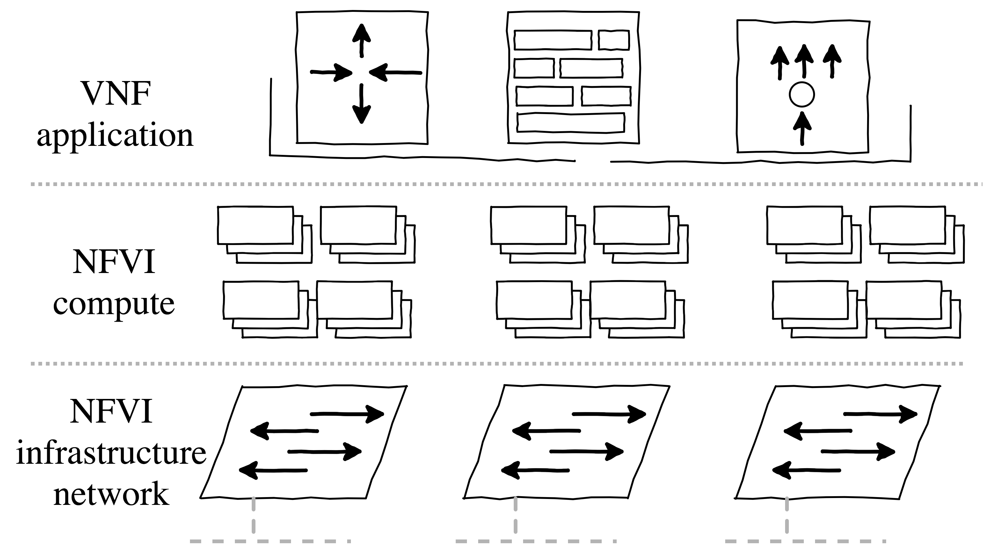 VNF
application
NFVI
compute
NFVI
infrastructure
network